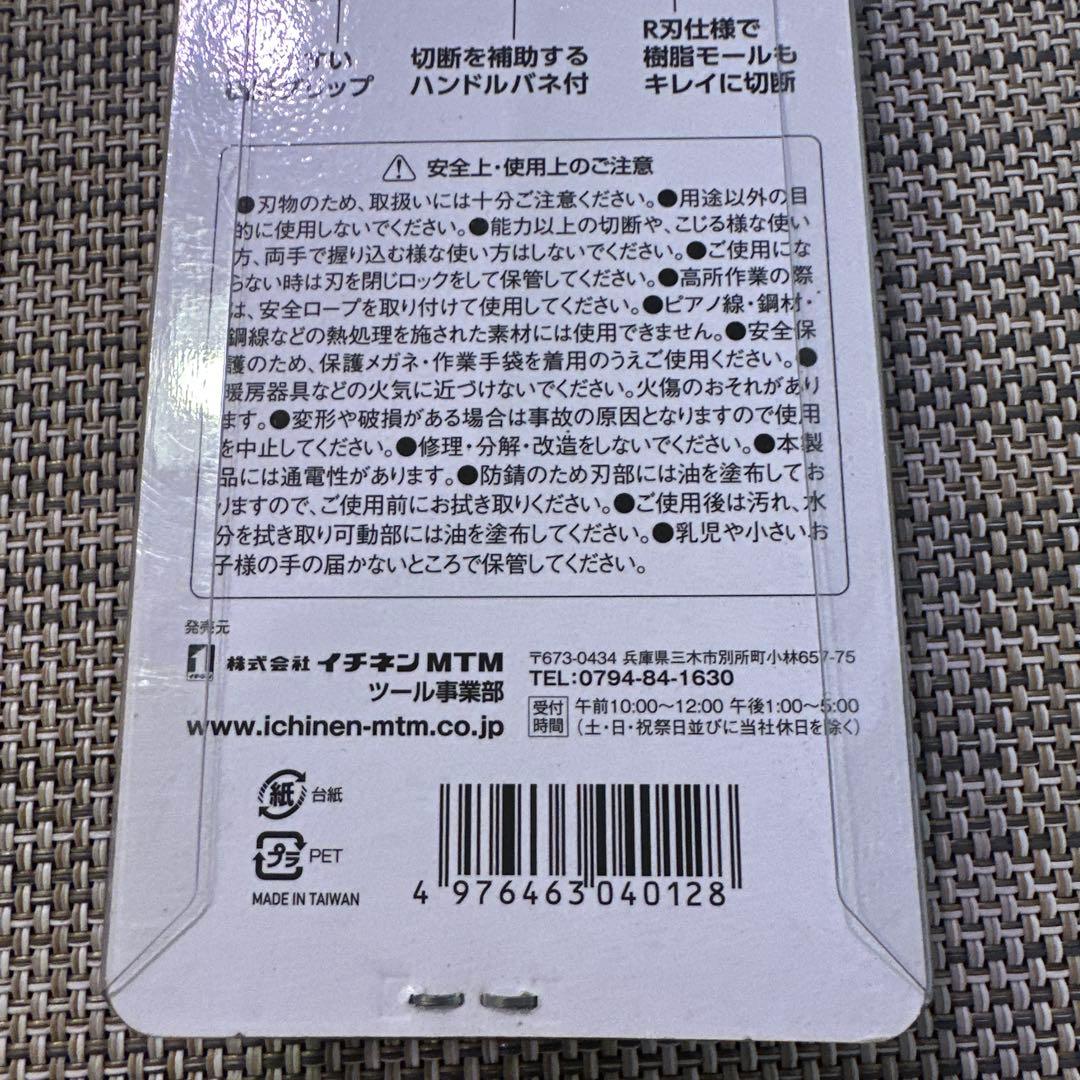 すい
グリップ
切断を補助する
ハンドルバネ付
R刃仕様で
樹脂モールも
キレイに切断
安全上・使用上のご注意
●刃物のため、取扱いには十分ご注意ください。●用途以外の目
的に使用しないでください。●能力以上の切断や、こじる様な使い
方、両手で握り込む様な使い方はしないでください。●ご使用にな
らない時は刃を閉じロックをして保管してください。●高所作業の際
は、安全ロープを取り付けて使用してください。●ピアノ線・鋼材・
鋼線などの熱処理を施された素材には使用できません。●安全保
護のため、保護メガネ・作業手袋を着用のうえご使用ください。●
暖房器具などの火気に近づけないでください。火傷のおそれがあり
ます。●変形や破損がある場合は事故の原因となりますので使用
を中止してください。●修理・分解・改造をしないでください。●本製
品には通電性があります。●防錆のため刃部には油を塗布してお
りますので、ご使用前にお拭き取りください。●ご使用後は汚れ、水
分を拭き取り可動部には油を塗布してください。●乳児や小さいお
子様の手の届かないところで保管してください。
発売元
株式会社 イチネン MTM
ツール事業部
www.ichinen-mtm.co.jp
〒673-0434 兵庫県三木市別所町小林657-75
TEL:0794-84-1630
受付時間 午前10:00〜12:00 午後1:00〜5:00
(土・日・祝祭日並びに当社休日を除く)
紙 台紙
プラ PET
MADE IN TAIWAN
4 976463 040128